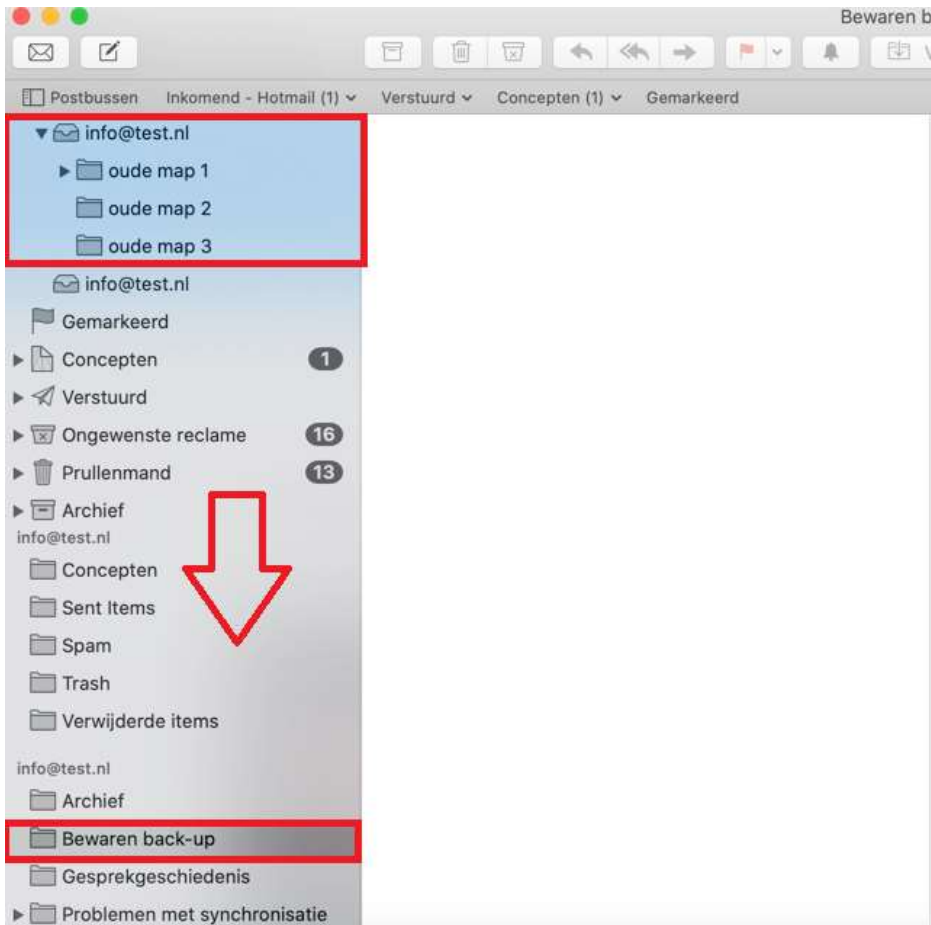 Bewaren b
Postbussen Inkomend - Hotmail (1) Verstuurd Concepten (1) Gemarkeerd
info@test.nl
oude map 1
oude map 2
oude map 3
info@test.nl
Gemarkeerd
Concepten 1
Verstuurd
Ongewenste reclame 16
Prullenmand 13
Archief
info@test.nl
Concepten
Sent Items
Spam
Trash
Verwijderde items
info@test.nl
Archief
Bewaren back-up
Gesprekgeschiedenis
Problemen met synchronisatie